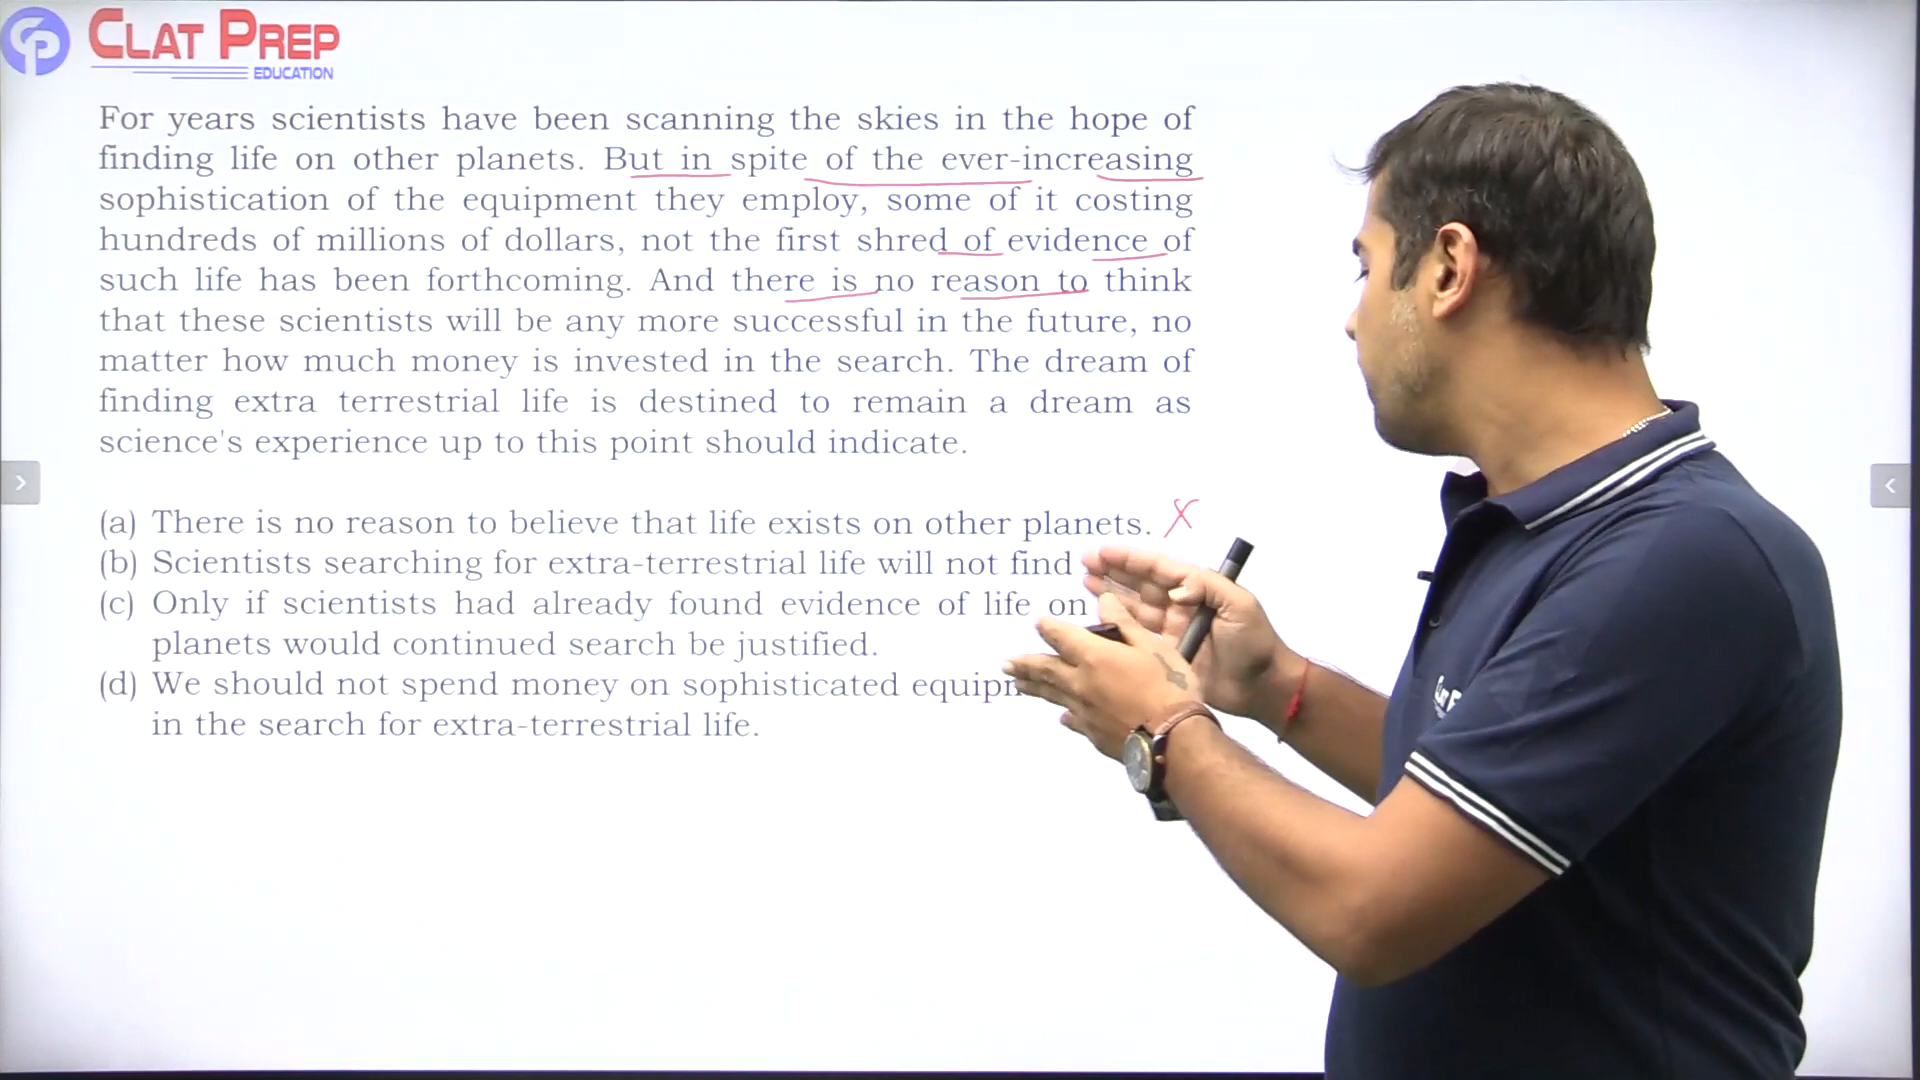 CLAT PREP
EDUCATION
For years scientists have been scanning the skies in the hope of
finding life on other planets. But in spite of the ever-increasing
sophistication of the equipment they employ, some of it costing
hundreds of millions of dollars, not the first shred of evidence of
such life has been forthcoming. And there is no reason to think
that these scientists will be any more successful in the future, no
matter how much money is invested in the search. The dream of
finding extra terrestrial life is destined to remain a dream as
science's experience up to this point should indicate.
(a) There is no reason to believe that life exists on other planets. X
(b) Scientists searching for extra-terrestrial life will not find
(c) Only if scientists had already found evidence of life on
planets would continued search be justified.
(d) We should not spend money on sophisticated
in the search for extra-terrestrial life.